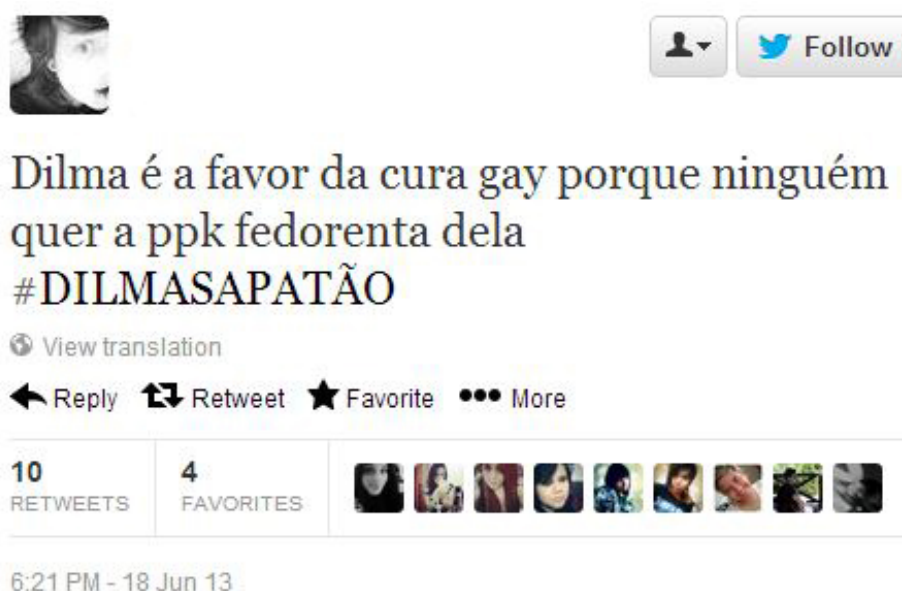 Follow
Dilma é a favor da cura gay porque ninguém
quer a ppk fedorenta dela
#DILMASAPATÃO
View translation
Reply Retweet Favorite More
10 4
RETWEETS FAVORITES
6:21 PM - 18 Jun 13